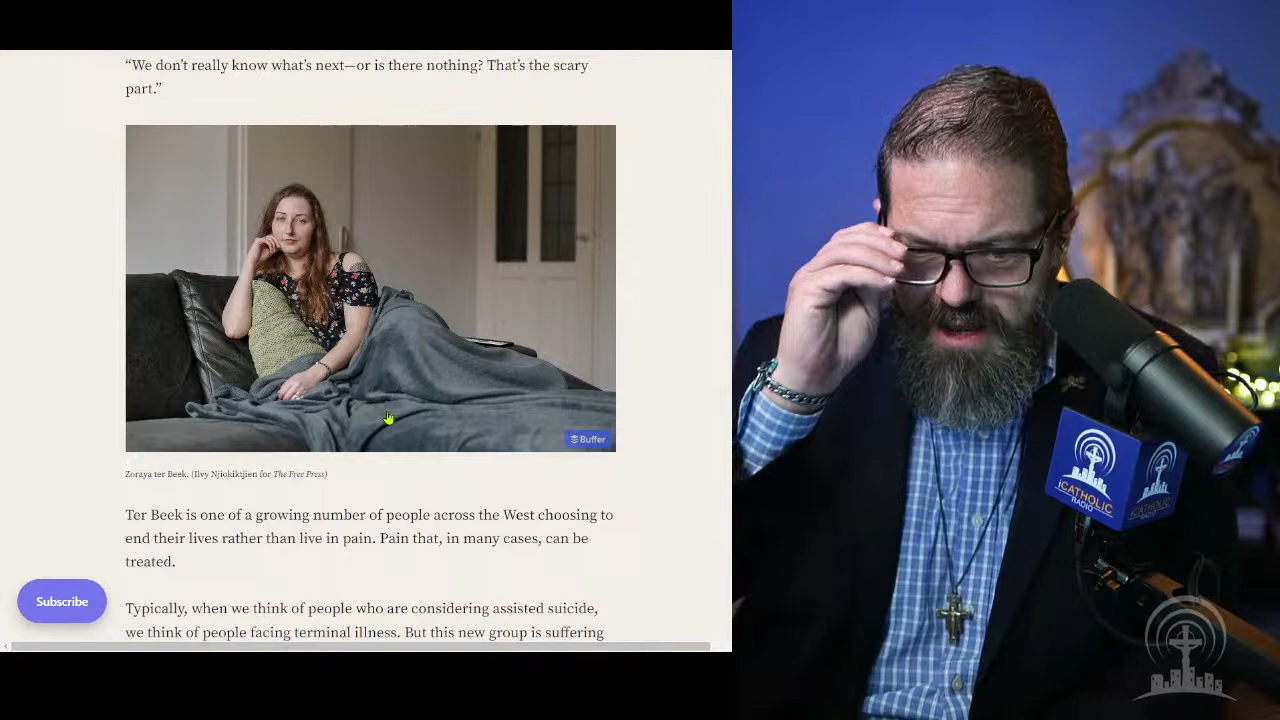 “We don’t really know what’s next—or is there nothing? That’s the scary
part.”
Buffer
Zoraya ter Beek. (Ilvy Njiokiktjien for The Free Press)
Ter Beek is one of a growing number of people across the West choosing to
end their lives rather than live in pain. Pain that, in many cases, can be
treated.
Subscribe
Typically, when we think of people who are considering assisted suicide,
we think of people facing terminal illness. But this new group is suffering
iCATHOLIC
RADIO